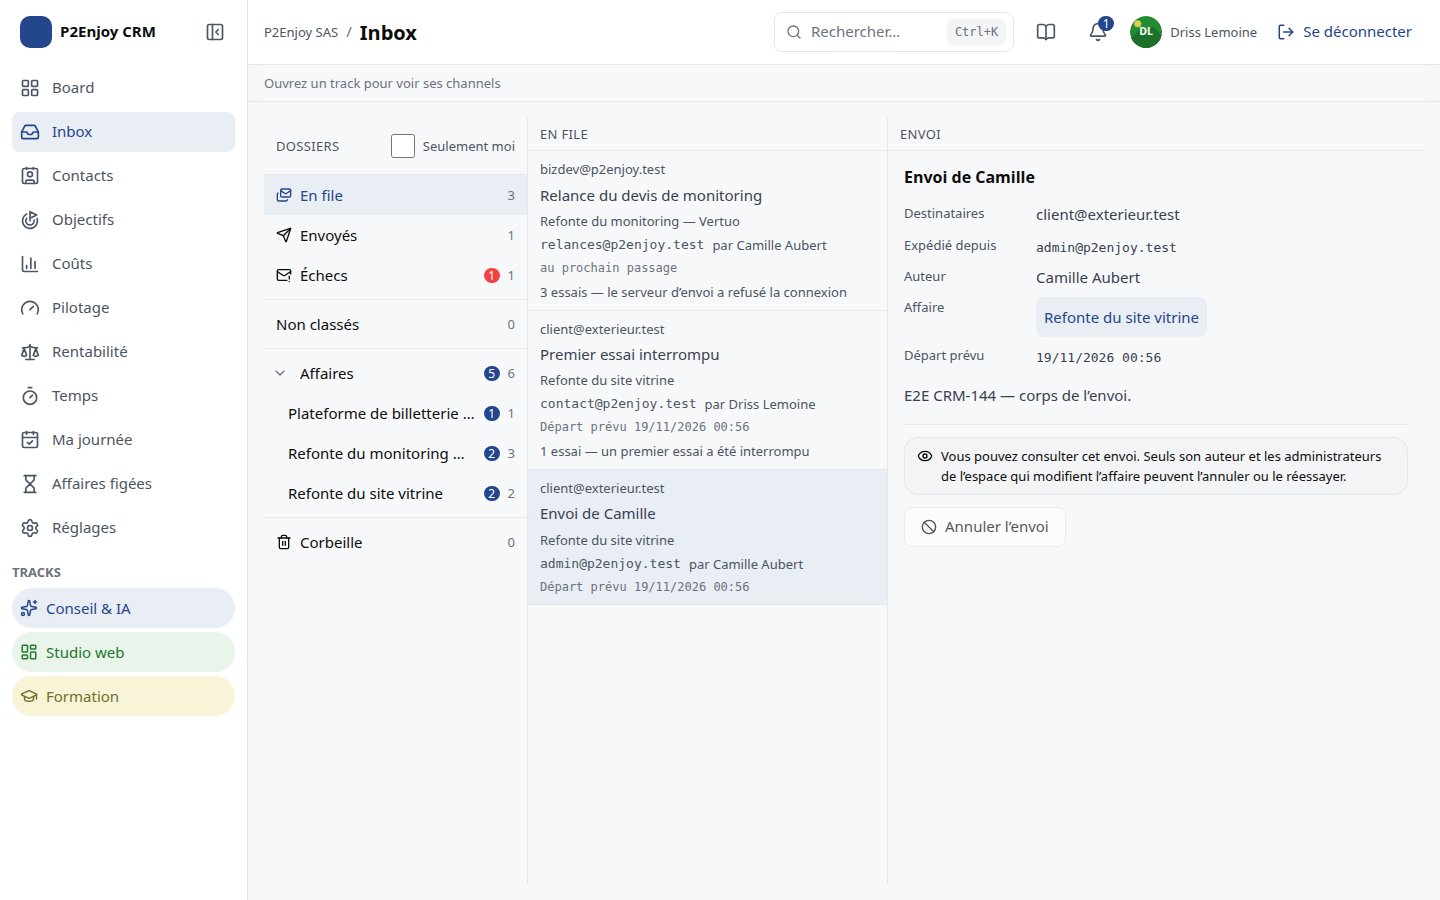 P2Enjoy CRM
Board
Inbox
Contacts
Objectifs
Coûts
Pilotage
Rentabilité
Temps
Ma journée
Affaires figées
Réglages
TRACKS
Conseil & IA
Studio web
Formation
P2Enjoy SAS / Inbox
Rechercher... Ctrl+K
1
DL
Driss Lemoine
Se déconnecter
Ouvrez un track pour voir ses channels
DOSSIERS
Seulement moi
En file 3
Envoyés 1
Échecs 1 1
Non classés 0
Affaires 5 6
Plateforme de billetterie ... 1 1
Refonte du monitoring ... 2 3
Refonte du site vitrine 2 2
Corbeille 0
EN FILE
bizdev@p2enjoy.test
Relance du devis de monitoring
Refonte du monitoring — Vertuo
relances@p2enjoy.test par Camille Aubert
au prochain passage
3 essais — le serveur d’envoi a refusé la connexion
client@exterieur.test
Premier essai interrompu
Refonte du site vitrine
contact@p2enjoy.test par Driss Lemoine
Départ prévu 19/11/2026 00:56
1 essai — un premier essai a été interrompu
client@exterieur.test
Envoi de Camille
Refonte du site vitrine
admin@p2enjoy.test par Camille Aubert
Départ prévu 19/11/2026 00:56
ENVOI
Envoi de Camille
Destinataires client@exterieur.test
Expédié depuis admin@p2enjoy.test
Auteur Camille Aubert
Affaire Refonte du site vitrine
Départ prévu 19/11/2026 00:56
E2E CRM-144 — corps de l’envoi.
Vous pouvez consulter cet envoi. Seuls son auteur et les administrateurs
de l’espace qui modifient l’affaire peuvent l’annuler ou le réessayer.
Annuler l’envoi